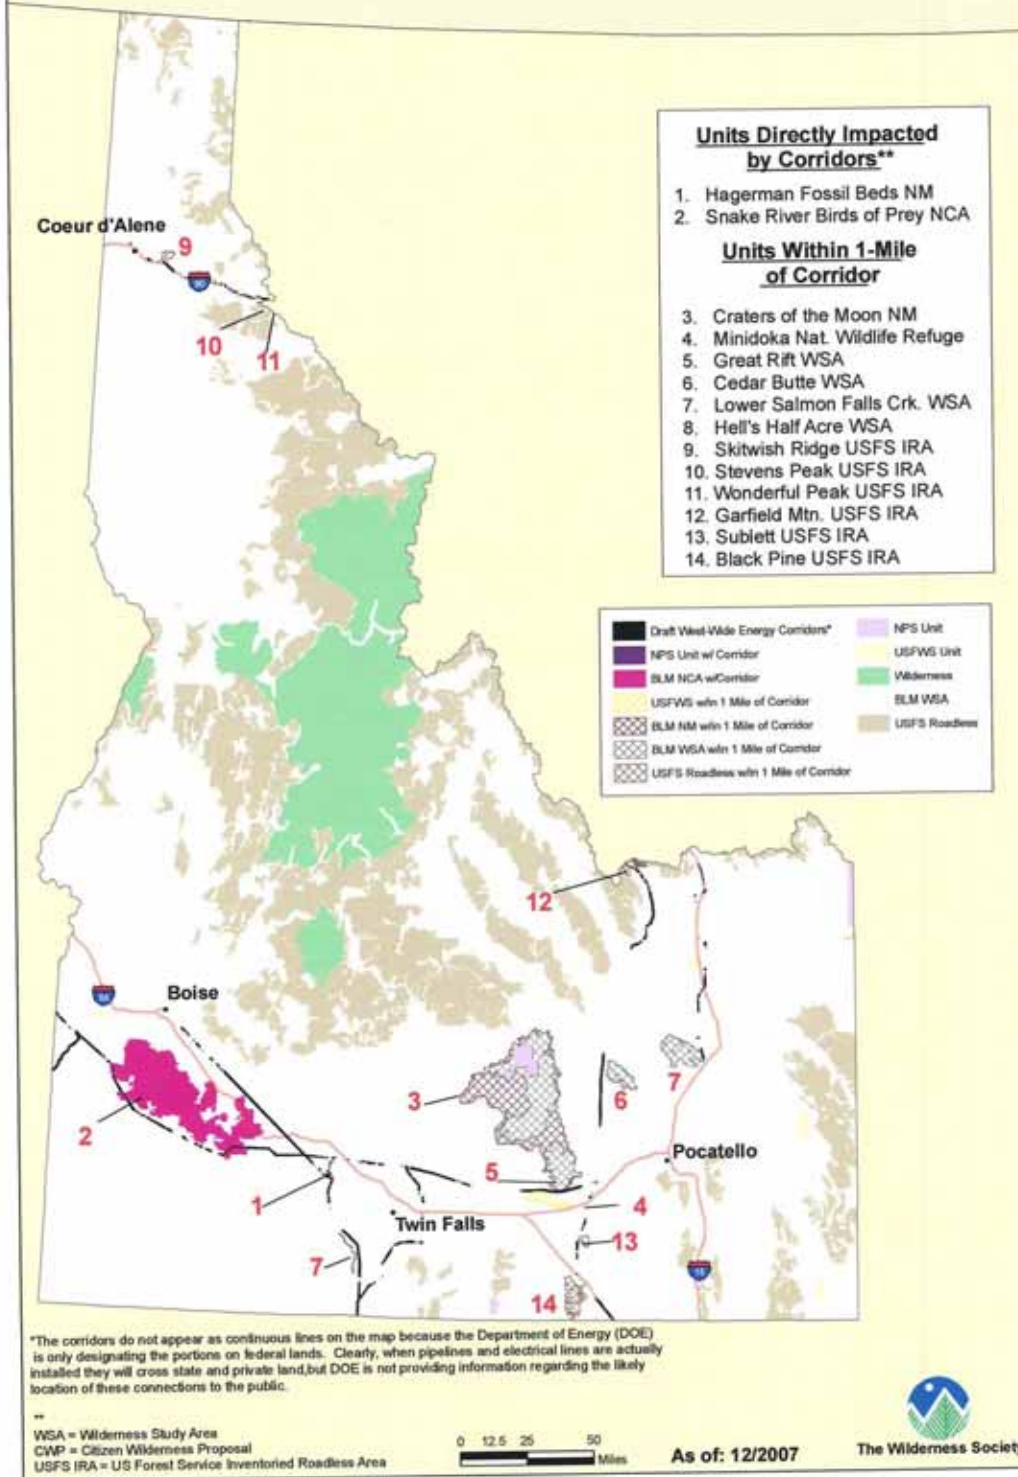 Units Directly Impacted
by Corridors**
1. Hagerman Fossil Beds NM
2. Snake River Birds of Prey NCA
Units Within 1-Mile
of Corridor
3. Craters of the Moon NM
4. Minidoka Nat. Wildlife Refuge
5. Great Rift WSA
6. Cedar Butte WSA
7. Lower Salmon Falls Crk. WSA
8. Hell's Half Acre WSA
9. Skitwish Ridge USFS IRA
10. Stevens Peak USFS IRA
11. Wonderful Peak USFS IRA
12. Garfield Mtn. USFS IRA
13. Sublett USFS IRA
14. Black Pine USFS IRA
Coeur d'Alene
9
90
10
11
Draft West-Wide Energy Corridors*
NPS Unit w/ Corridor
BLM NCA w/Corridor
USFWS w/in 1 Mile of Corridor
BLM NM w/in 1 Mile of Corridor
BLM WSA w/in 1 Mile of Corridor
USFS Roadless w/in 1 Mile of Corridor
NPS Unit
USFWS Unit
Wilderness
BLM WSA
USFS Roadless
12
84
Boise
3
6
7
2
5
Pocatello
1
4
Twin Falls
13
7
15
14
*The corridors do not appear as continuous lines on the map because the Department of Energy (DOE)
is only designating the portions on federal lands. Clearly, when pipelines and electrical lines are actually
installed they will cross state and private land,but DOE is not providing information regarding the likely
location of these connections to the public.
**
WSA = Wilderness Study Area
CWP = Citizen Wilderness Proposal
USFS IRA = US Forest Service Inventoried Roadless Area
0 12.5 25 50
Miles
As of: 12/2007
The Wilderness Society